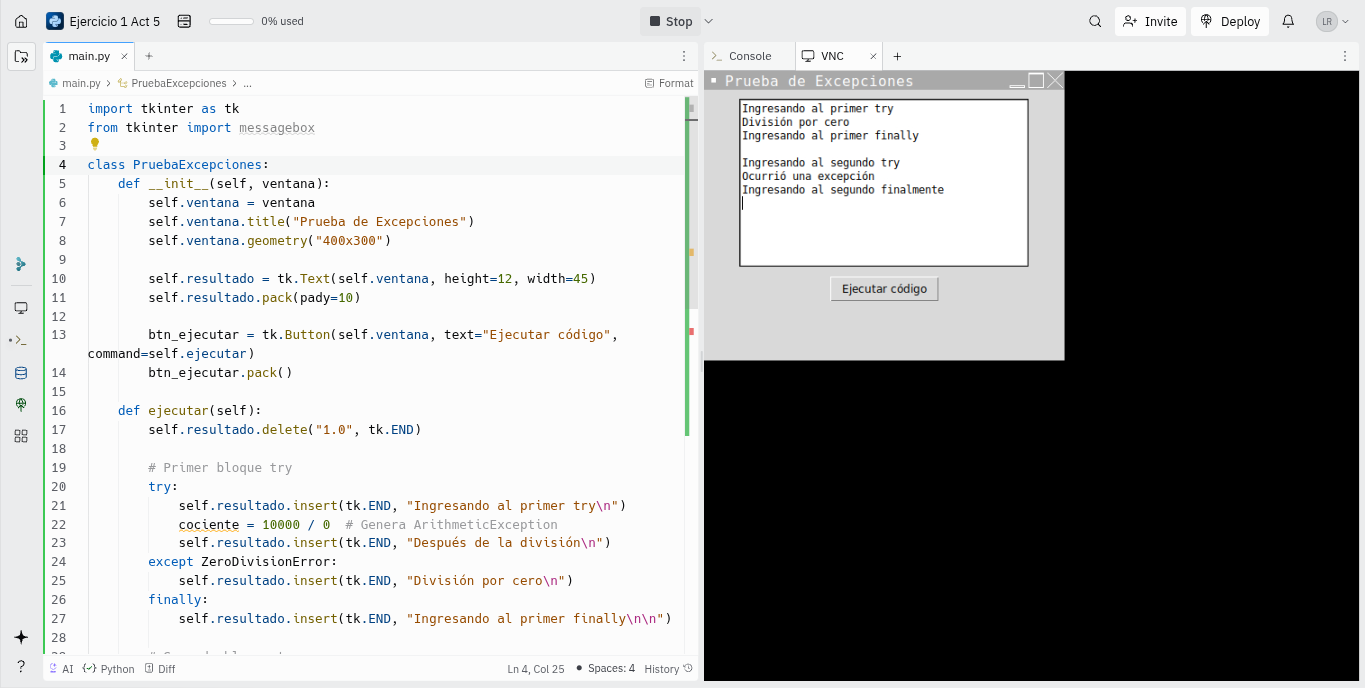 Ejercicio 1 Act 5
0% used
Stop
Invite
Deploy
LR
main.py
Console
VNC
main.py > PruebaExcepciones > ...
Format
1 import tkinter as tk
2 from tkinter import messagebox
3
4 class PruebaExcepciones:
5 def __init__(self, ventana):
6 self.ventana = ventana
7 self.ventana.title("Prueba de Excepciones")
8 self.ventana.geometry("400x300")
9
10 self.resultado = tk.Text(self.ventana, height=12, width=45)
11 self.resultado.pack(pady=10)
12
13 btn_ejecutar = tk.Button(self.ventana, text="Ejecutar código",
command=self.ejecutar)
14 btn_ejecutar.pack()
15
16 def ejecutar(self):
17 self.resultado.delete("1.0", tk.END)
18
19 # Primer bloque try
20 try:
21 self.resultado.insert(tk.END, "Ingresando al primer try\n")
22 cociente = 10000 / 0 # Genera ArithmeticException
23 self.resultado.insert(tk.END, "Después de la división\n")
24 except ZeroDivisionError:
25 self.resultado.insert(tk.END, "División por cero\n")
26 finally:
27 self.resultado.insert(tk.END, "Ingresando al primer finally\n\n")
28
AI
Python
Diff
Ln 4, Col 25
Spaces: 4
History
Prueba de Excepciones
Ingresando al primer try
División por cero
Ingresando al primer finally
Ingresando al segundo try
Ocurrió una excepción
Ingresando al segundo finalmente
Ejecutar código